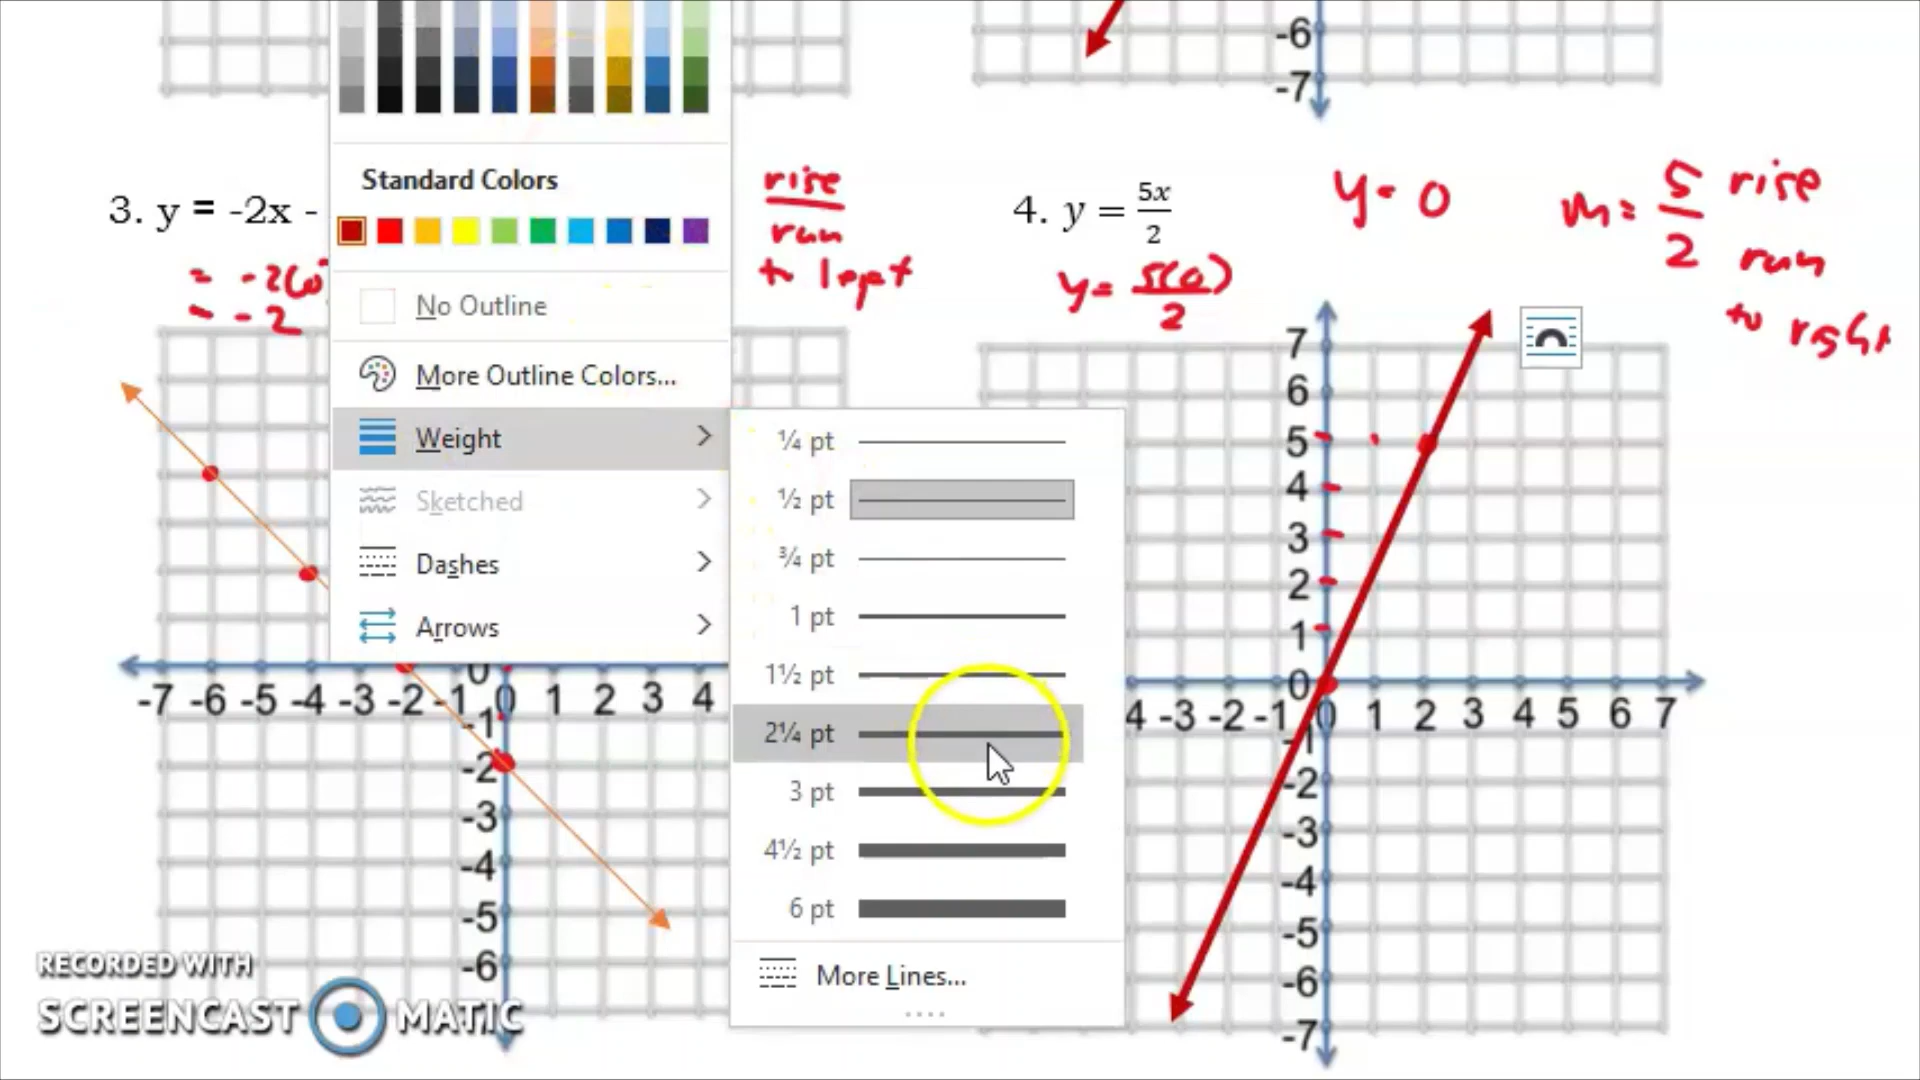 -6
-7
Standard Colors
No Outline
More Outline Colors...
Weight
Sketched
Dashes
Arrows
¼ pt
½ pt
¾ pt
1 pt
1½ pt
2¼ pt
3 pt
4½ pt
6 pt
More Lines...
3. y = -2x -
= -2(0
= -2
rise
run
to left
0
-7 -6 -5 -4 -3 -2 -1 0 1 2 3 4
-1
-2
-3
-4
-5
-6
4. y = 5x/2
y = 0
m = 5/2 rise
run
to right
y = 5(0)/2
7
6
5
4
3
2
1
0
4 -3 -2 -1 0 1 2 3 4 5 6 7
-1
-2
-3
-4
-5
-6
-7
RECORDED WITH
SCREENCAST MATIC